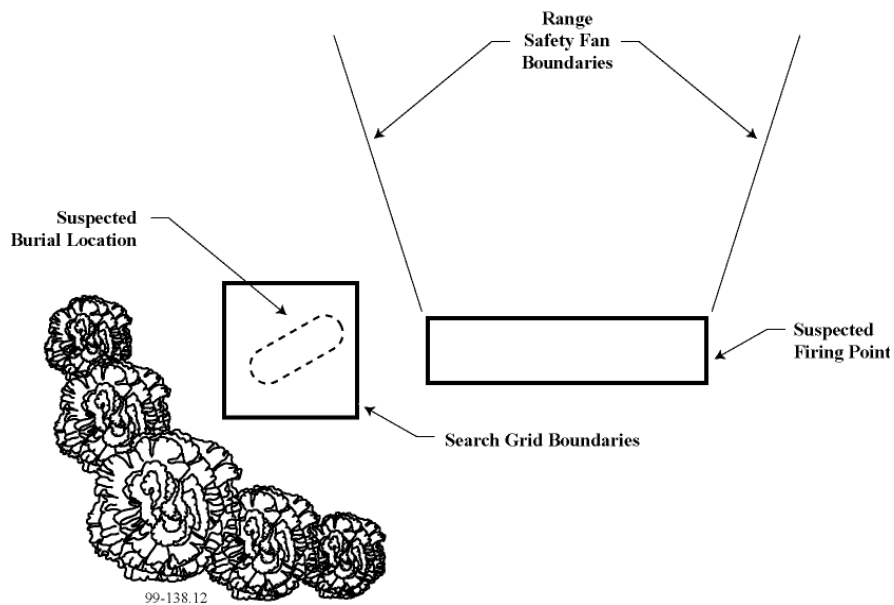 Range
Safety Fan
Boundaries
Suspected
Burial Location
Suspected
Firing Point
Search Grid Boundaries
99-138.12